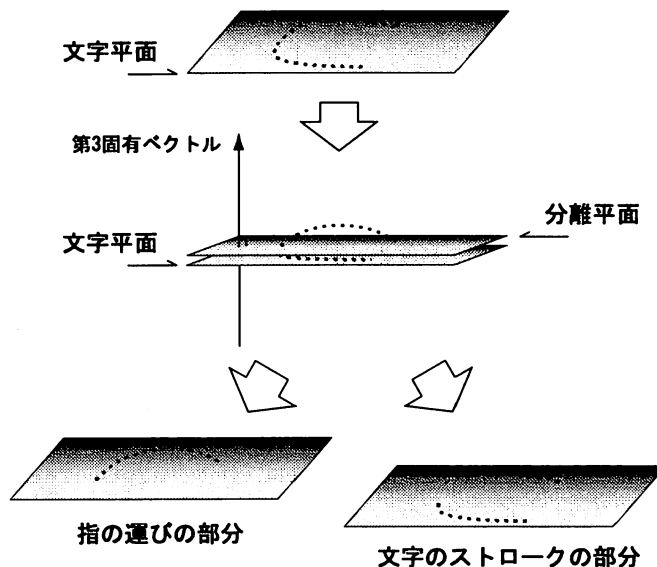 文字平面
第3固有ベクトル
分離平面
文字平面
指の運びの部分
文字のストロークの部分